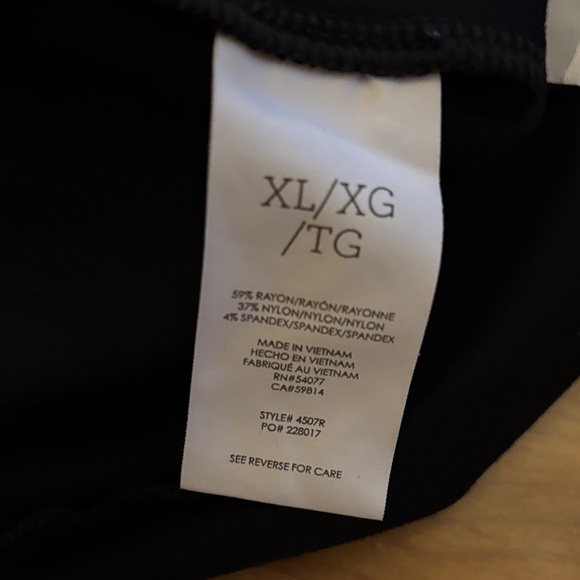 XL/XG
/TG
59% RAYON/RAYÓN/RAYONNE
37% NYLON/NYLON/NYLON
4% SPANDEX/SPANDEX/SPANDEX
MADE IN VIETNAM
HECHO EN VIETNAM
FABRIQUÉ AU VIETNAM
RN#54077
CA#59814
STYLE# 4507R
PO# 228017
SEE REVERSE FOR CARE